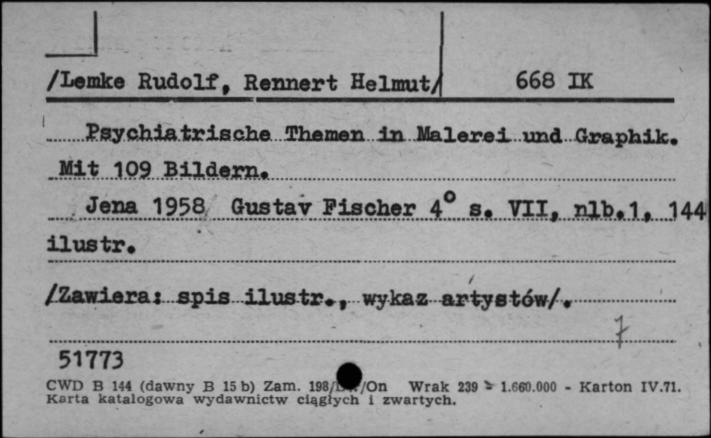 /Lemke Rudolf, Rennert Helmut/ 668 IK
Psychiatrische Themen in Malerei und Graphik.
Mit 109 Bildern.
Jena 1958 Gustav Fischer 4° s. VII, nlb.1, 144
ilustr.
/Zawiera: spis ilustr., wykaz artystów/.
7
51773
CWD B 144 (dawny B 15 b) Zam. 198/ /On Wrak 239 1.660.000 - Karton IV.71.
Karta katalogowa wydawnictw ciągłych i zwartych.